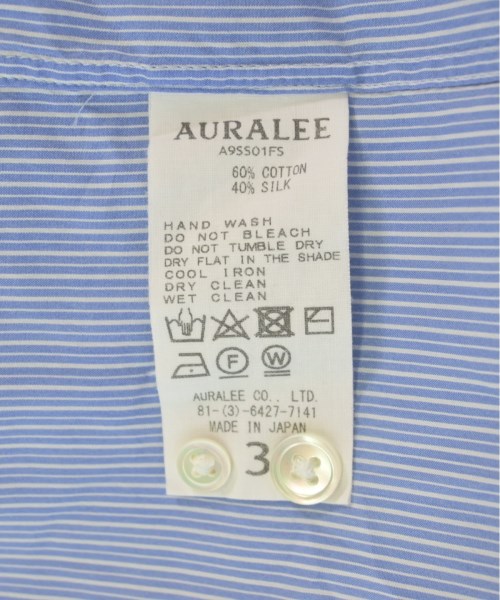 AURALEE
A9SS01FS
60% COTTON
40% SILK
HAND WASH
DO NOT BLEACH
DO NOT TUMBLE DRY
DRY FLAT IN THE SHADE
COOL IRON
DRY CLEAN
WET CLEAN
F W
AURALEE CO., LTD.
81-(3)-6427-7141
MADE IN JAPAN
3